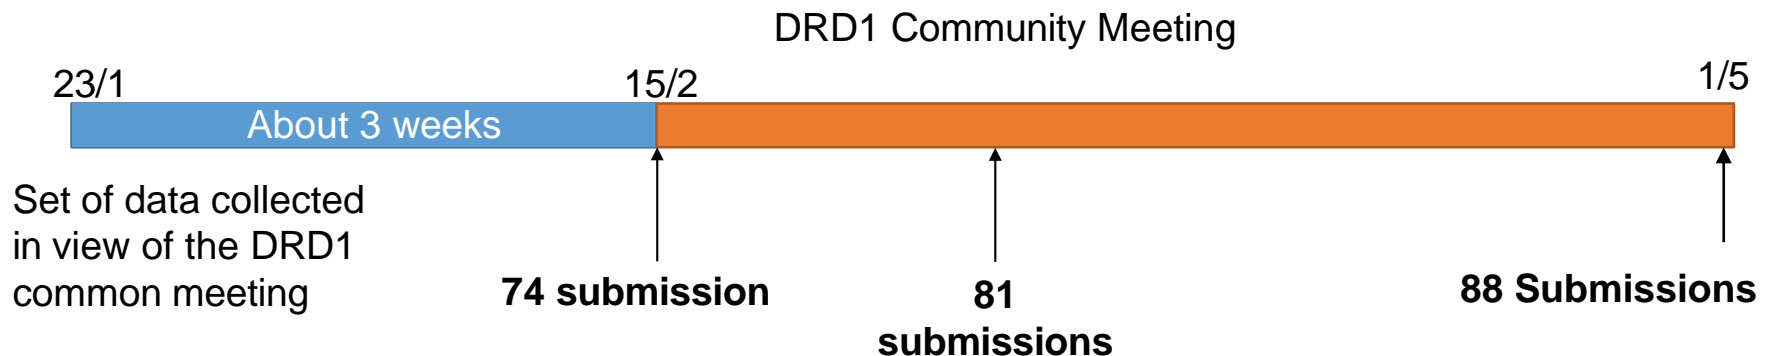 DRD1 Community Meeting
23/1
15/2
1/5
About 3 weeks
Set of data collected
in view of the DRD1
common meeting
74 submission
81
submissions
88 Submissions